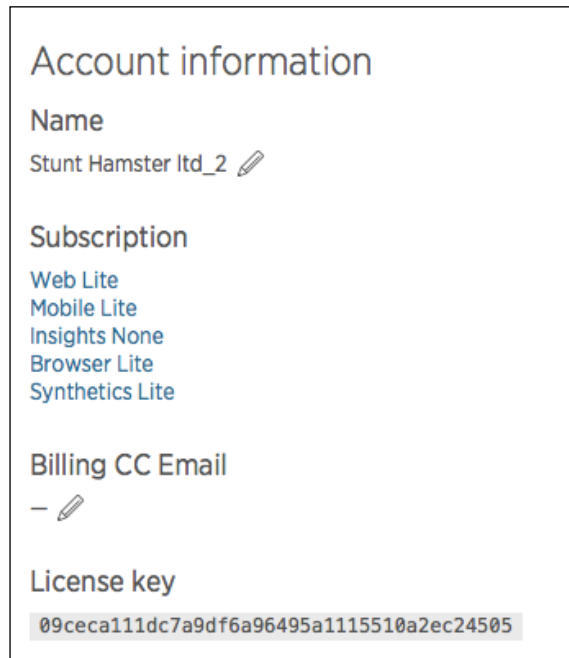 Account information
Name
Stunt Hamster ltd_2
Subscription
Web Lite
Mobile Lite
Insights None
Browser Lite
Synthetics Lite
Billing CC Email
–
License key
09ceca111dc7a9df6a96495a1115510a2ec24505